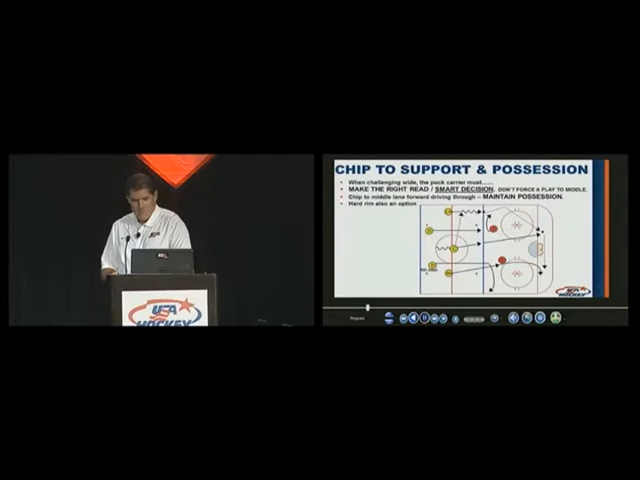 CHIP TO SUPPORT & POSSESSION
When challenging wide, the puck carrier must......
MAKE THE RIGHT READ / SMART DECISION. DON'T FORCE A PLAY TO MIDDLE.
Chip to middle lane forward driving through – MAINTAIN POSSESSION.
Hard rim also an option
USA
HOCKEY
USA
HOCKEY